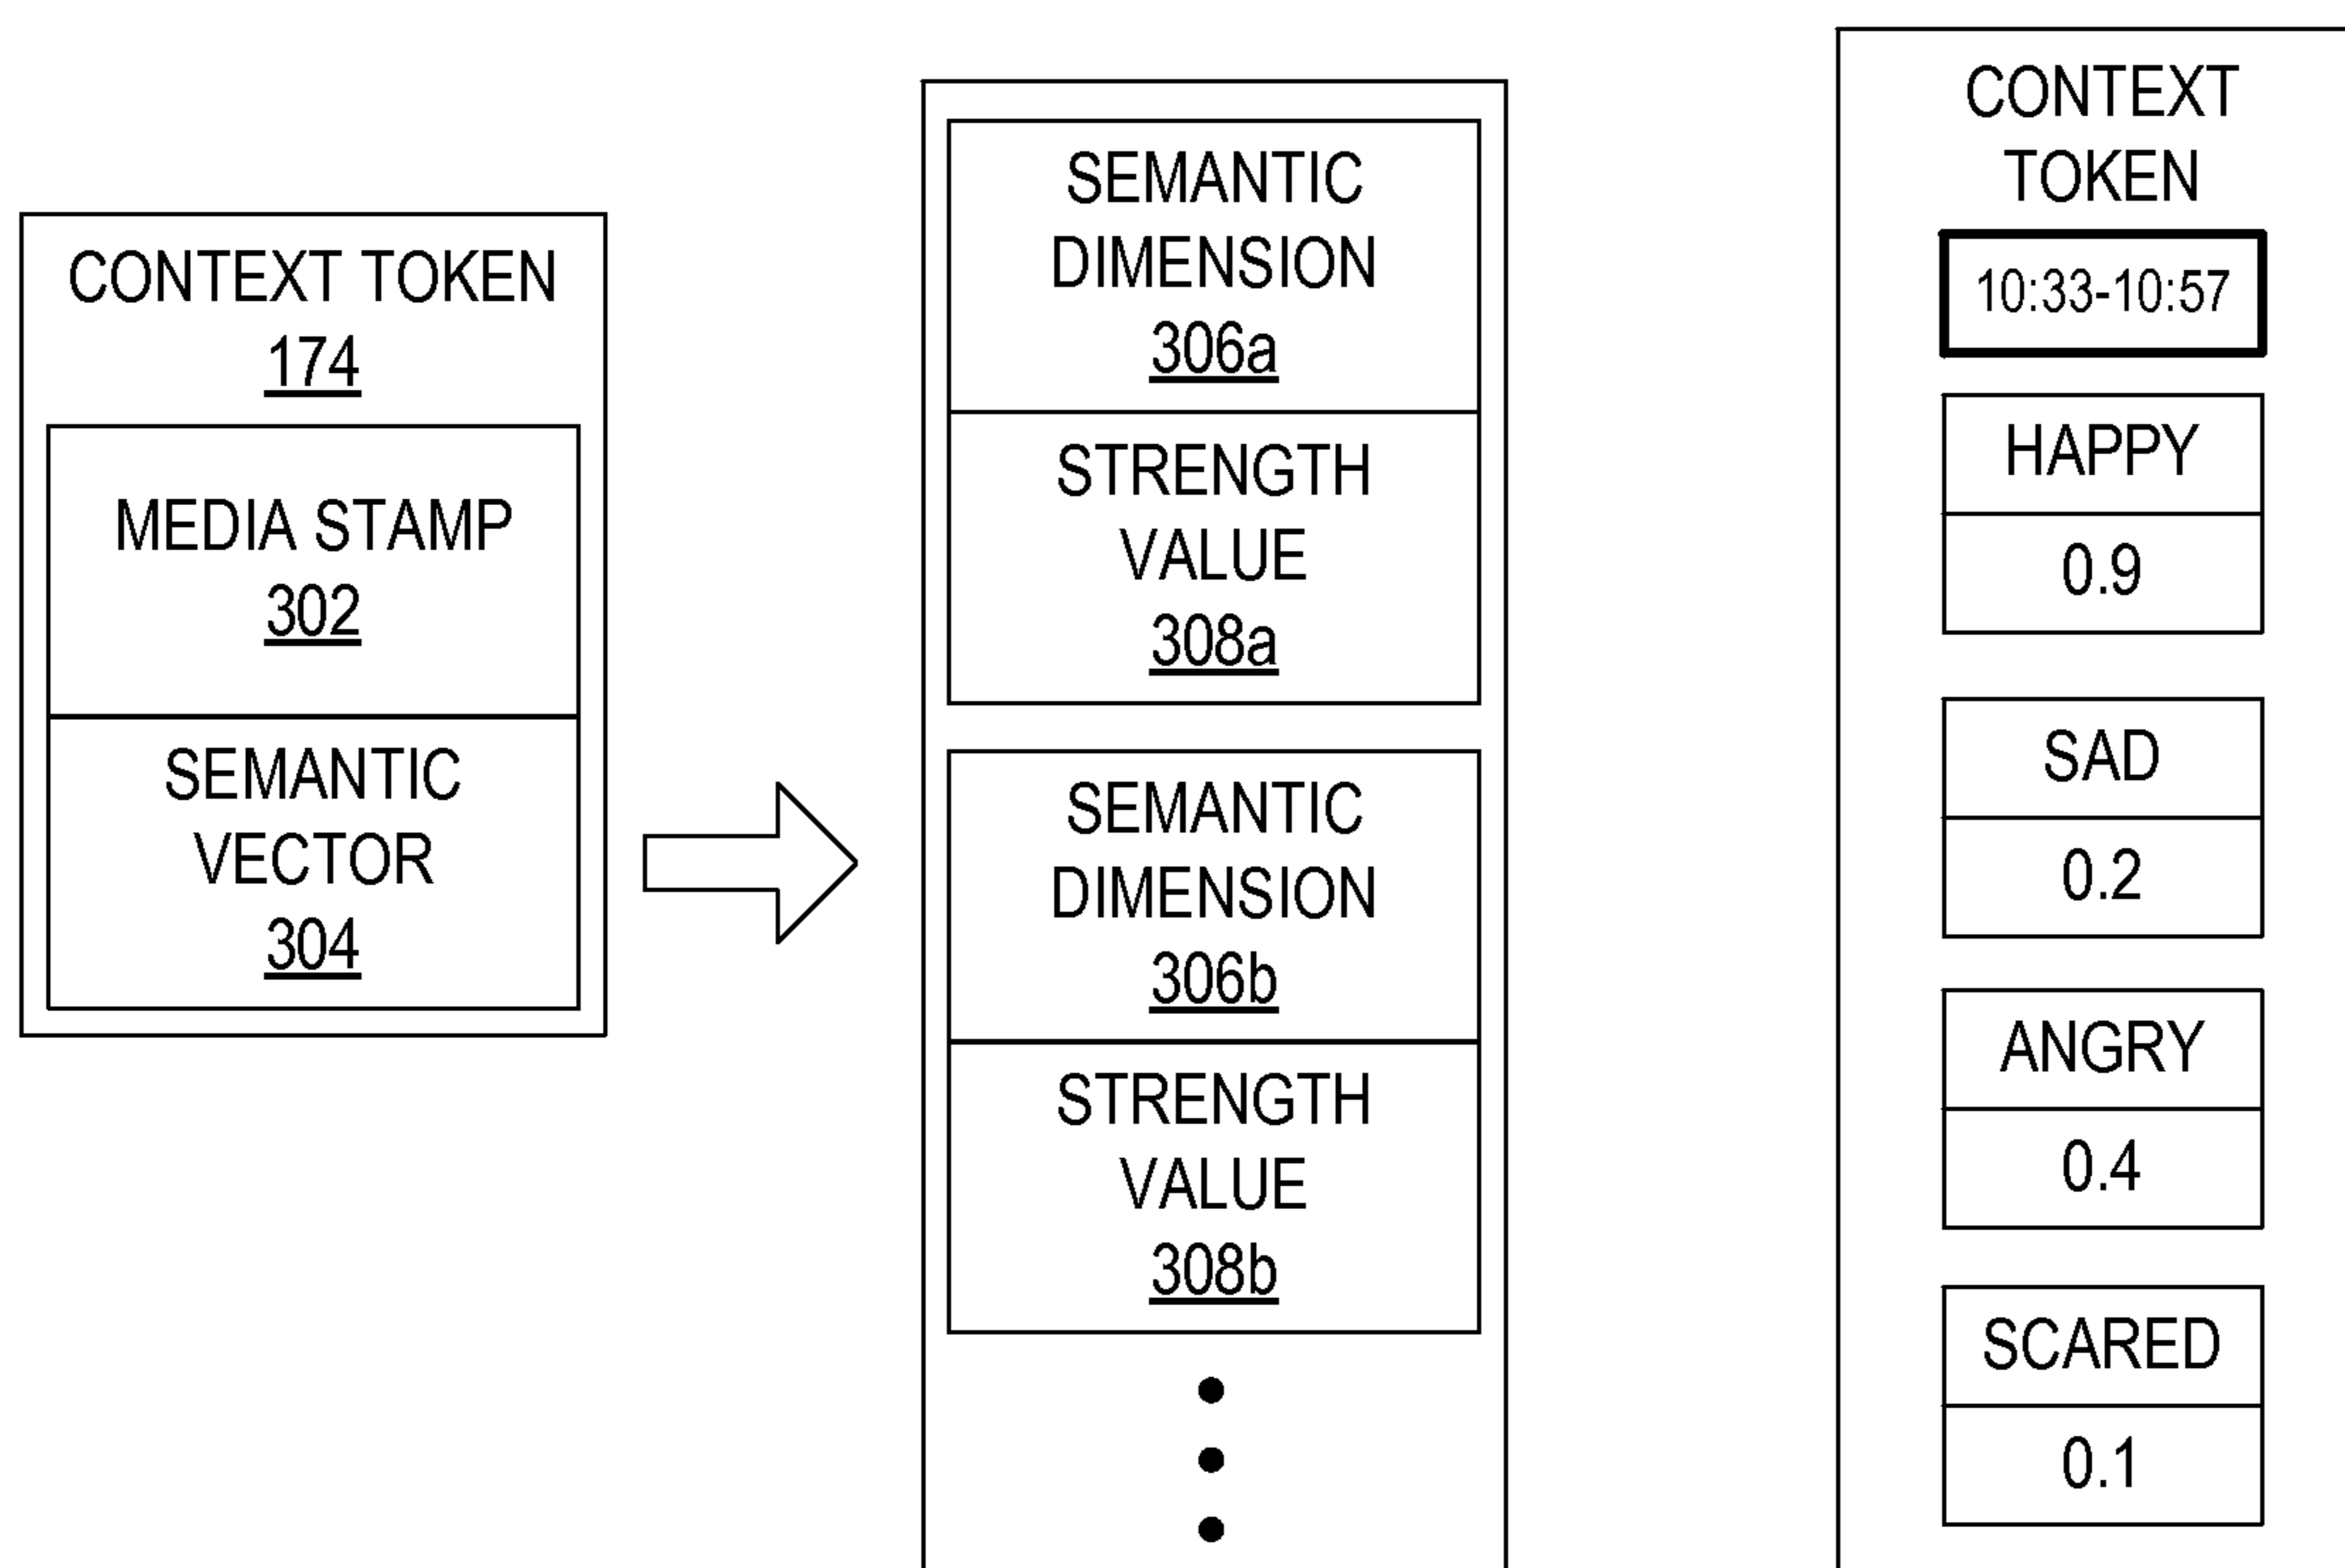 CONTEXT TOKEN
174
MEDIA STAMP
302
SEMANTIC
VECTOR
304
SEMANTIC
DIMENSION
306a
STRENGTH
VALUE
308a
SEMANTIC
DIMENSION
306b
STRENGTH
VALUE
308b
CONTEXT
TOKEN
10:33-10:57
HAPPY
0.9
SAD
0.2
ANGRY
0.4
SCARED
0.1